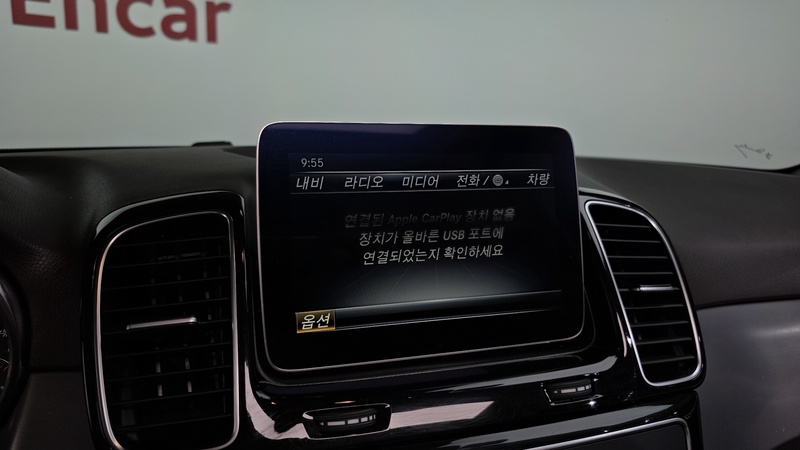 Encar
9:55
내비 라디오 미디어 전화 / 차량
연결된 Apple CarPlay 장치 없음
장치가 올바른 USB 포트에
연결되었는지 확인하세요
옵션